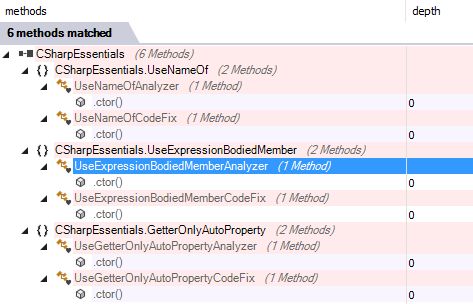 methods depth
6 methods matched
CSharpEssentials (6 Methods)
{} CSharpEssentials.UseNameOf (2 Methods)
UseNameOfAnalyzer (1 Method)
.ctor() 0
UseNameOfCodeFix (1 Method)
.ctor() 0
{} CSharpEssentials.UseExpressionBodiedMember (2 Methods)
UseExpressionBodiedMemberAnalyzer (1 Method)
.ctor() 0
UseExpressionBodiedMemberCodeFix (1 Method)
.ctor() 0
{} CSharpEssentials.GetterOnlyAutoProperty (2 Methods)
UseGetterOnlyAutoPropertyAnalyzer (1 Method)
.ctor() 0
UseGetterOnlyAutoPropertyCodeFix (1 Method)
.ctor() 0